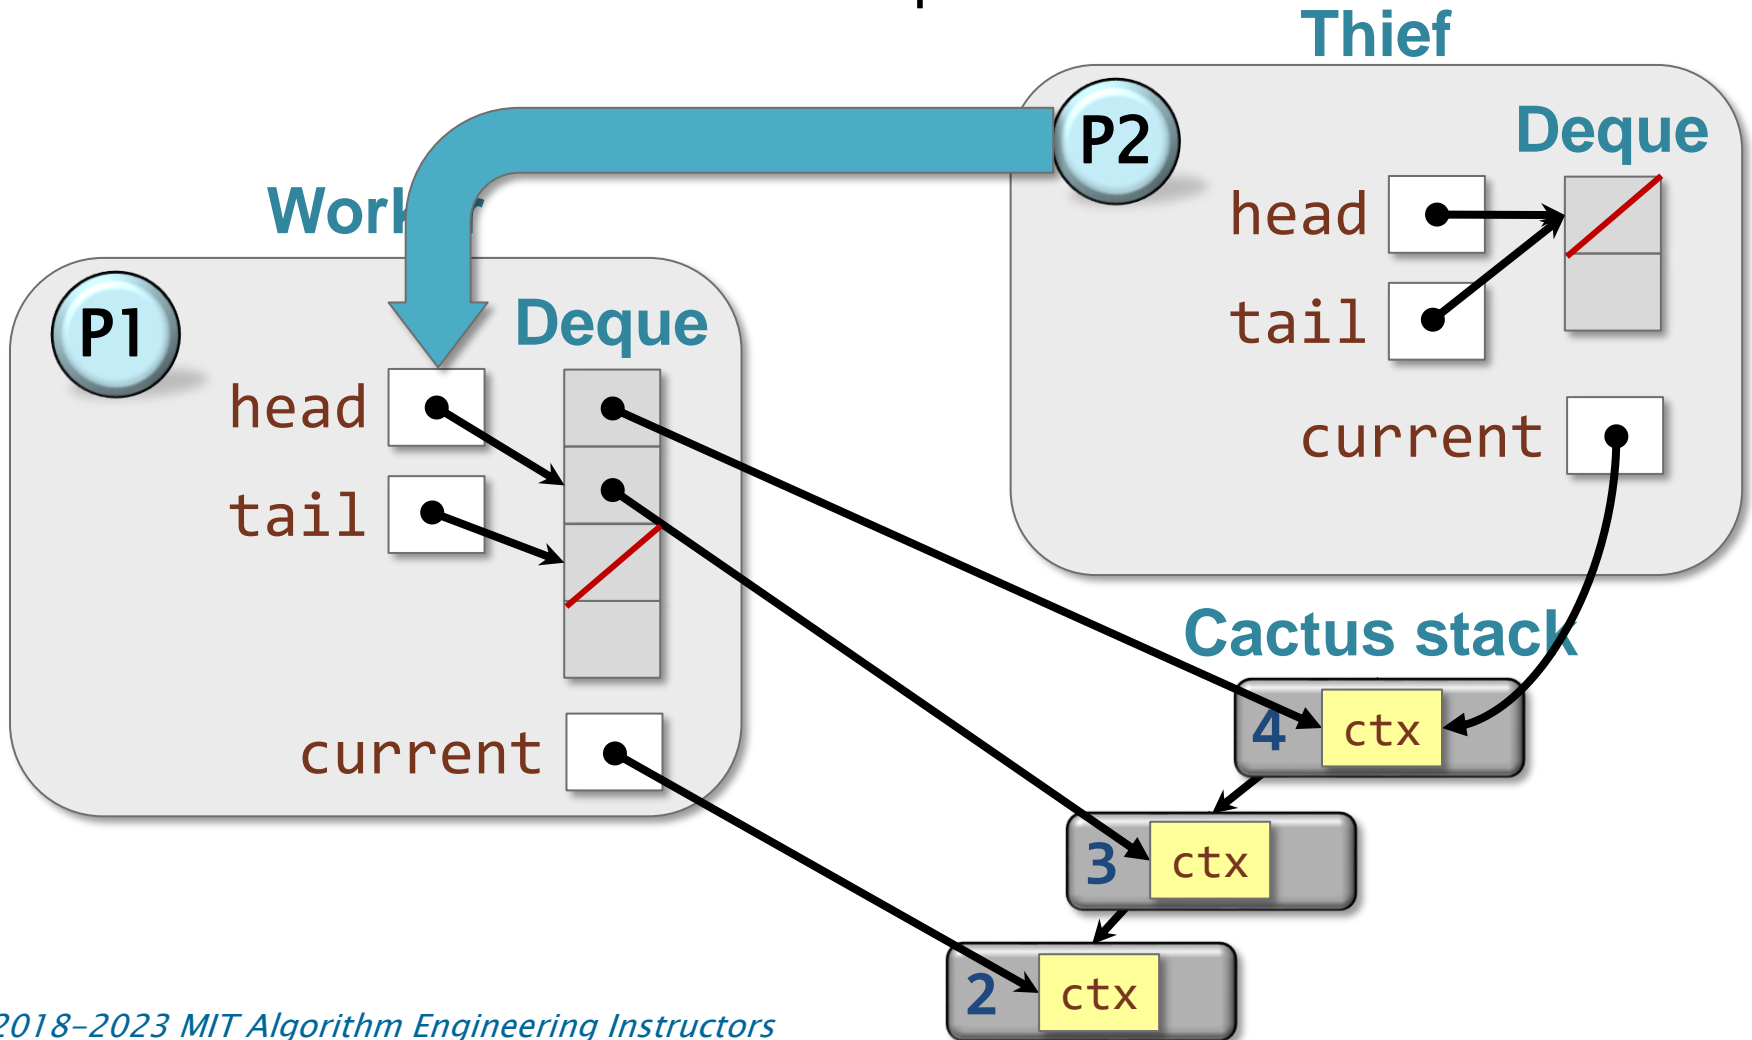 Thief
P2
Deque
head
tail
current
P1
Deque
head
tail
current
Cactus stack
4 ctx
3 ctx
2 ctx
2018–2023 MIT Algorithm Engineering Instructors